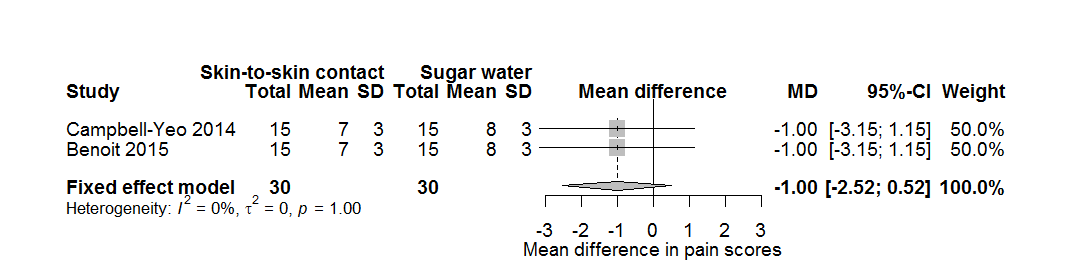 Skin-to-skin contact Sugar water
Study Total Mean SD Total Mean SD Mean difference MD 95%-CI Weight
Campbell-Yeo 2014 15 7 3 15 8 3 -1.00 [-3.15; 1.15] 50.0%
Benoit 2015 15 7 3 15 8 3 -1.00 [-3.15; 1.15] 50.0%
Fixed effect model 30 30 -1.00 [-2.52; 0.52] 100.0%
Heterogeneity: I² = 0%, τ² = 0, p = 1.00
-3 -2 -1 0 1 2 3
Mean difference in pain scores